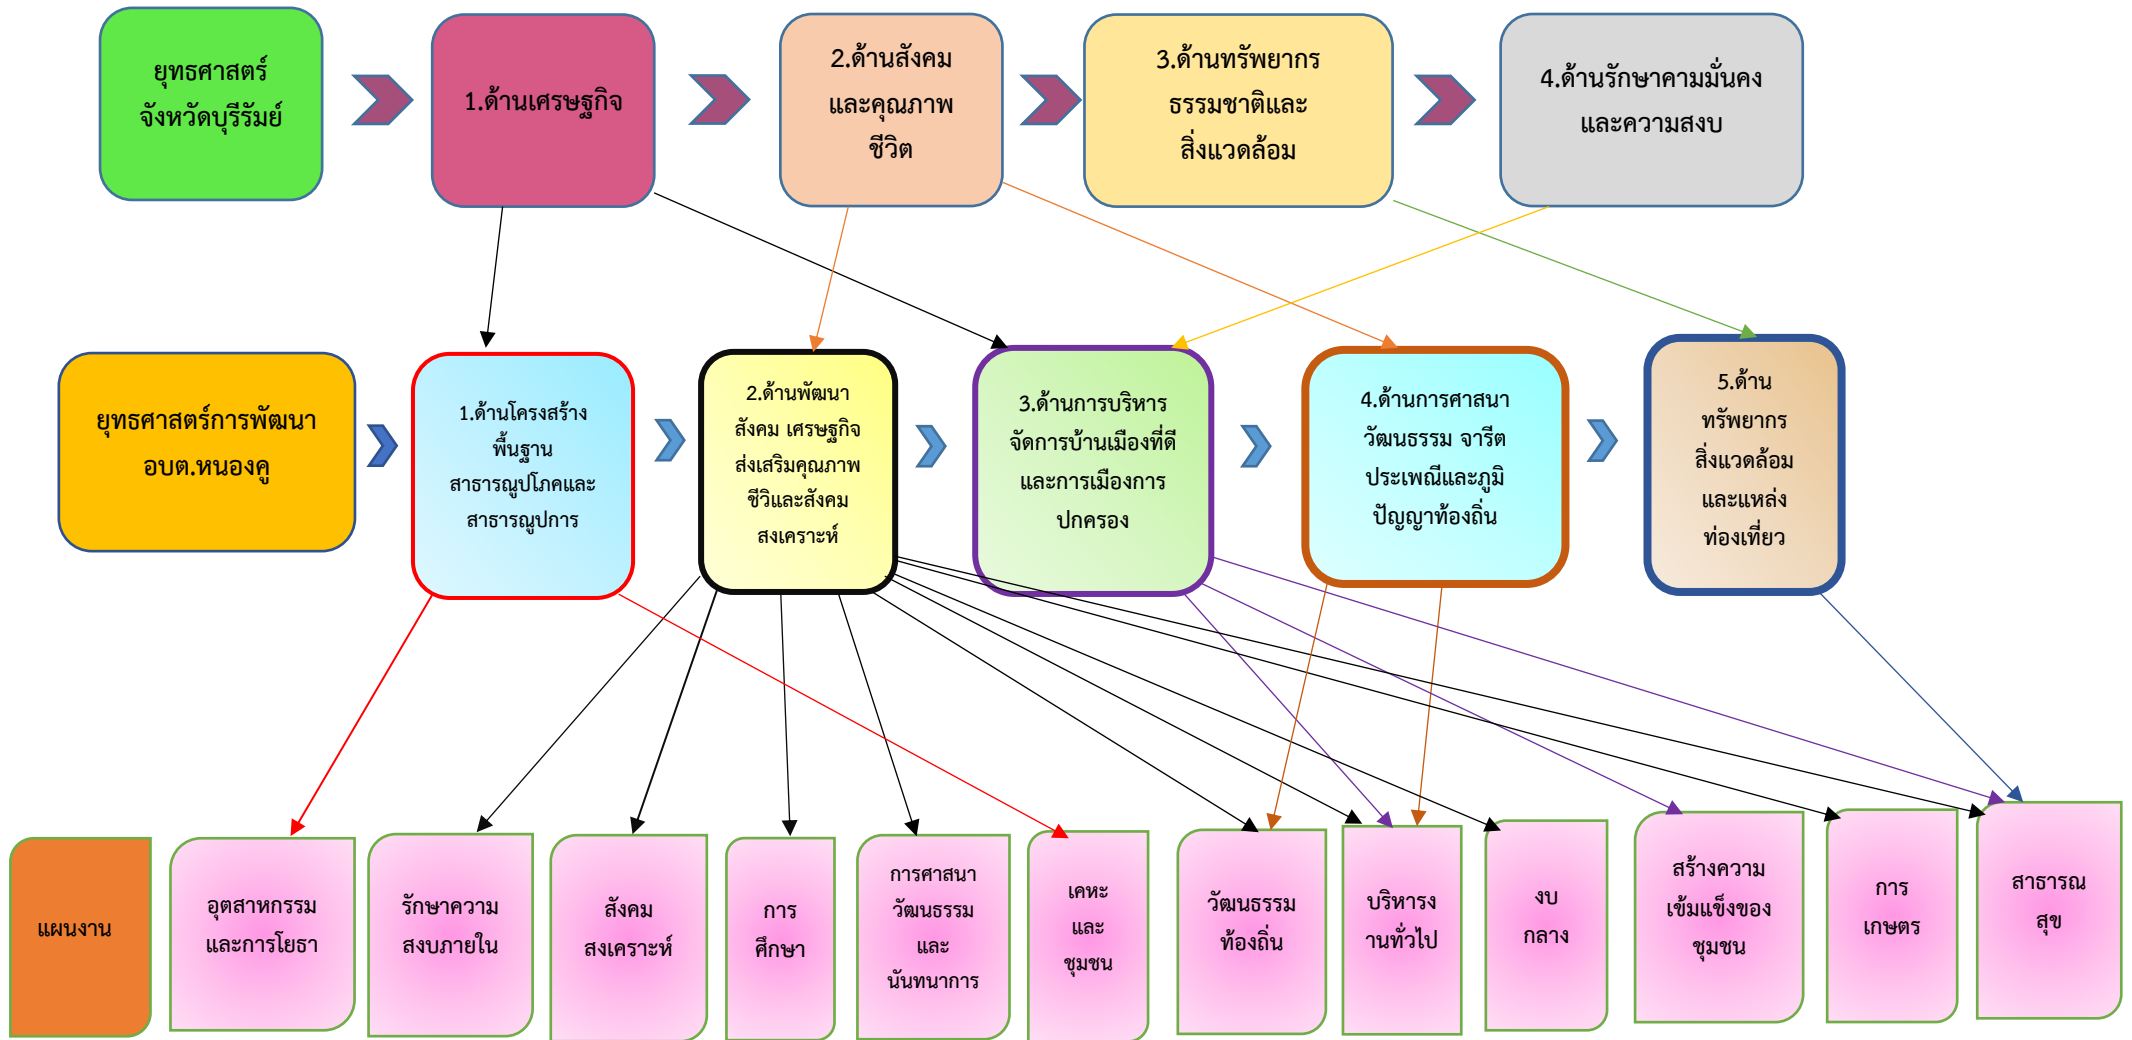 ยุทธศาสตร์
จังหวัดบุรีรัมย์
1.ด้านเศรษฐกิจ
2.ด้านสังคม
และคุณภาพ
ชีวิต
3.ด้านทรัพยากร
ธรรมชาติและ
สิ่งแวดล้อม
4.ด้านรักษาคามมั่นคง
และความสงบ
ยุทธศาสตร์การพัฒนา
อบต.หนองคู
1.ด้านโครงสร้าง
พื้นฐาน
สาธารณูปโภคและ
สาธารณูปการ
2.ด้านพัฒนา
สังคม เศรษฐกิจ
ส่งเสริมคุณภาพ
ชีวิและสังคม
สงเคราะห์
3.ด้านการบริหาร
จัดการบ้านเมืองที่ดี
และการเมืองการ
ปกครอง
4.ด้านการศาสนา
วัฒนธรรม จารีต
ประเพณีและภูมิ
ปัญญาท้องถิ่น
5.ด้าน
ทรัพยากร
สิ่งแวดล้อม
และแหล่ง
ท่องเที่ยว
แผนงาน
อุตสาหกรรม
และการโยธา
รักษาความ
สงบภายใน
สังคม
สงเคราะห์
การ
ศึกษา
การศาสนา
วัฒนธรรม
และ
นันทนาการ
เคหะ
และ
ชุมชน
วัฒนธรรม
ท้องถิ่น
บริหารง
านทั่วไป
งบ
กลาง
สร้างความ
เข้มแข็งของ
ชุมชน
การ
เกษตร
สาธารณ
สุข